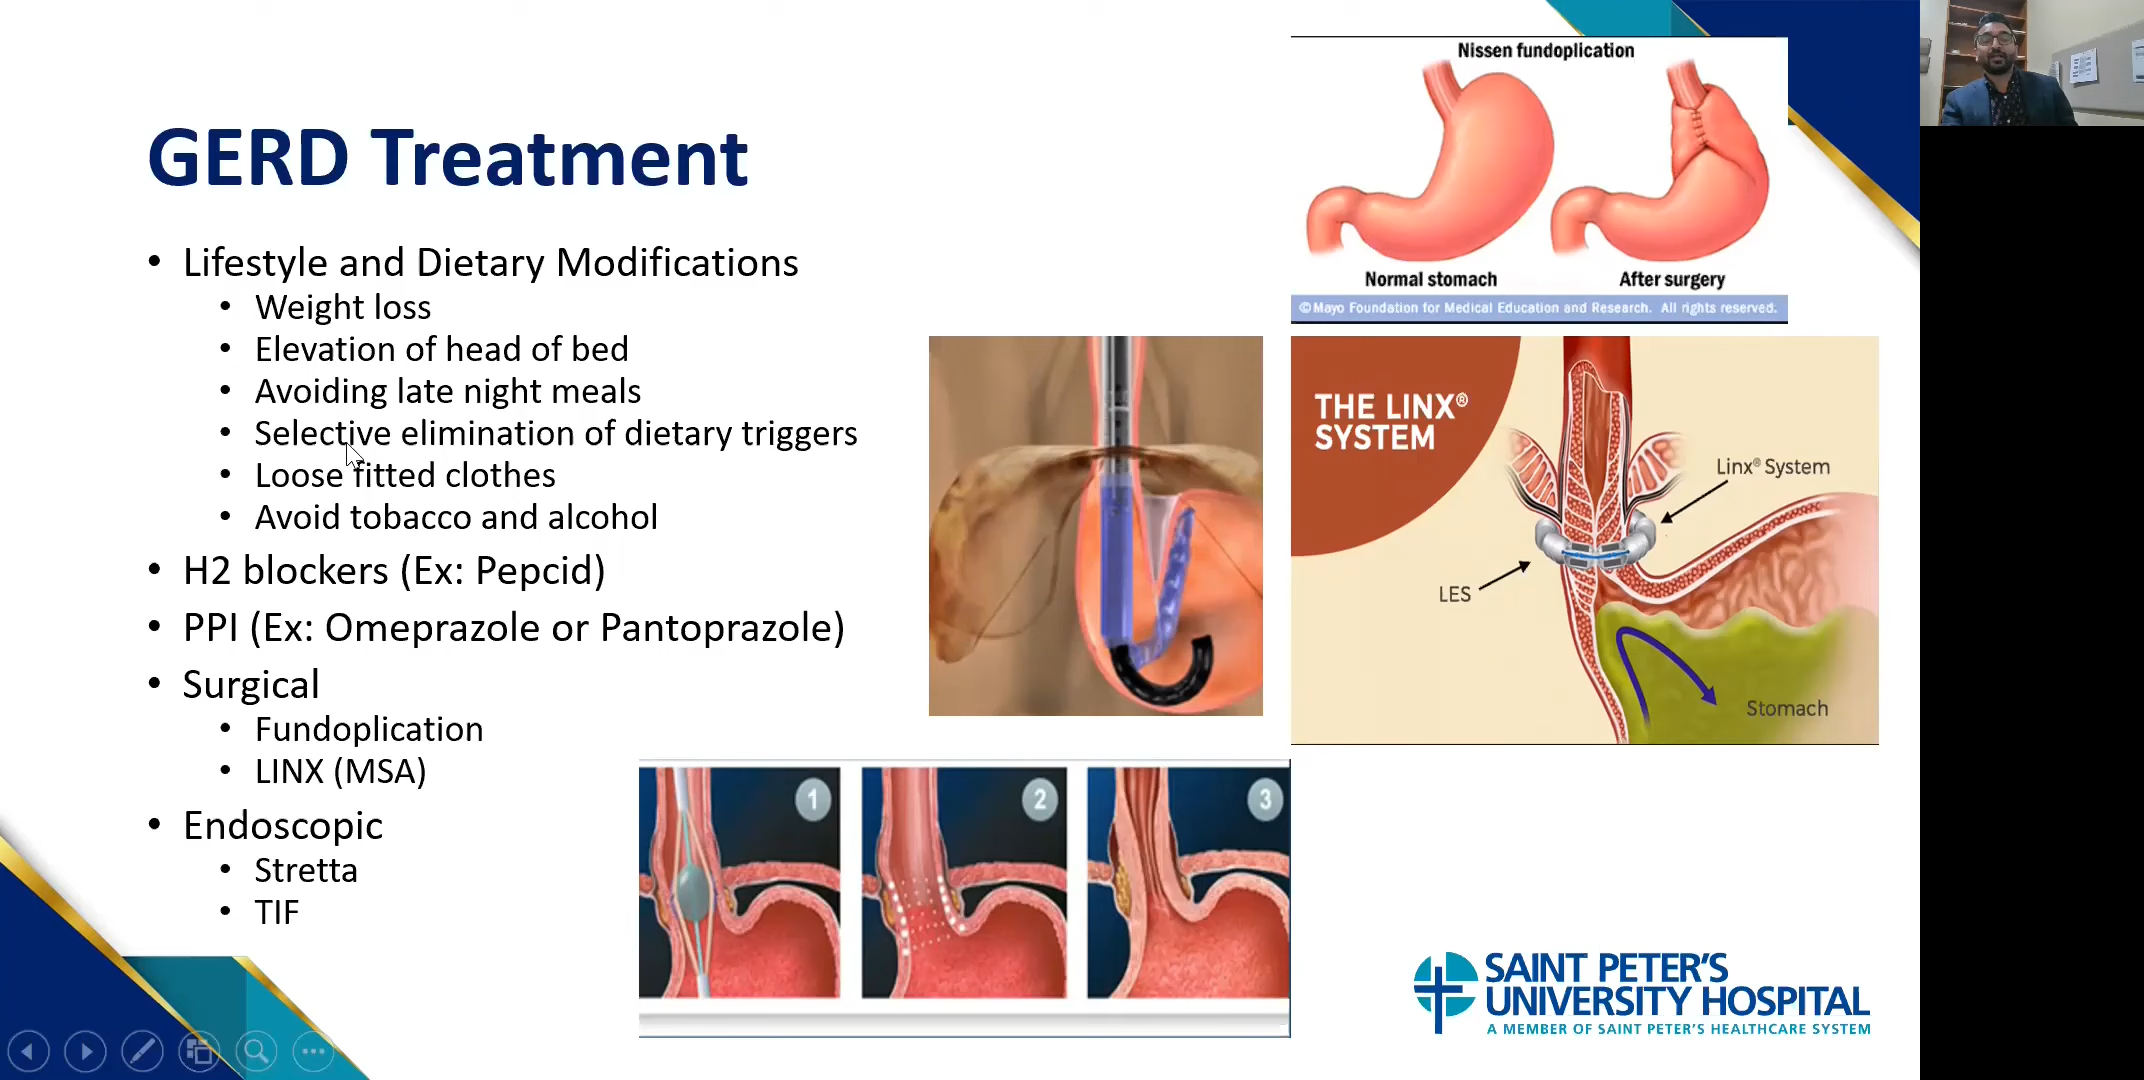 GERD Treatment
• Lifestyle and Dietary Modifications
• Weight loss
• Elevation of head of bed
• Avoiding late night meals
• Selective elimination of dietary triggers
• Loose fitted clothes
• Avoid tobacco and alcohol
• H2 blockers (Ex: Pepcid)
• PPI (Ex: Omeprazole or Pantoprazole)
• Surgical
• Fundoplication
• LINX (MSA)
• Endoscopic
• Stretta
• TIF
Nissen fundoplication
Normal stomach
After surgery
©Mayo Foundation for Medical Education and Research. All rights reserved.
THE LINX®
SYSTEM
Linx® System
LES
Stomach
1
2
3
SAINT PETER'S
UNIVERSITY HOSPITAL
A MEMBER OF SAINT PETER'S HEALTHCARE SYSTEM